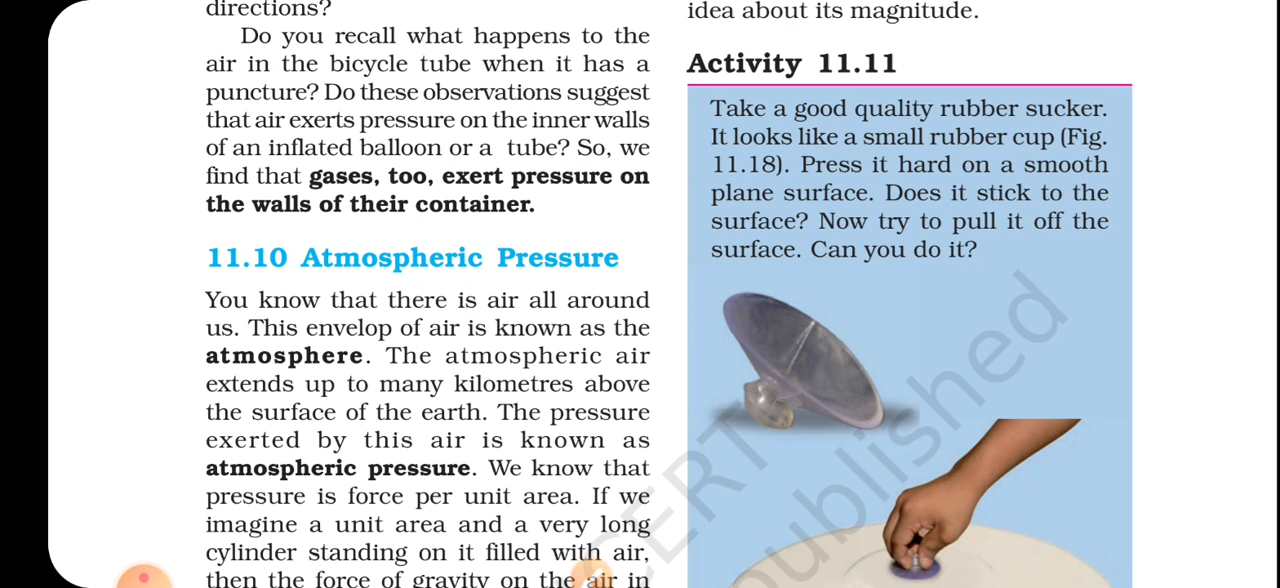 directions?
Do you recall what happens to the
air in the bicycle tube when it has a
puncture? Do these observations suggest
that air exerts pressure on the inner walls
of an inflated balloon or a tube? So, we
find that gases, too, exert pressure on
the walls of their container.
11.10 Atmospheric Pressure
You know that there is air all around
us. This envelop of air is known as the
atmosphere. The atmospheric air
extends up to many kilometres above
the surface of the earth. The pressure
exerted by this air is known as
atmospheric pressure. We know that
pressure is force per unit area. If we
imagine a unit area and a very long
cylinder standing on it filled with air,
then the force of gravity on the air in
idea about its magnitude.
Activity 11.11
Take a good quality rubber sucker.
It looks like a small rubber cup (Fig.
11.18). Press it hard on a smooth
plane surface. Does it stick to the
surface? Now try to pull it off the
surface. Can you do it?
CERT
published